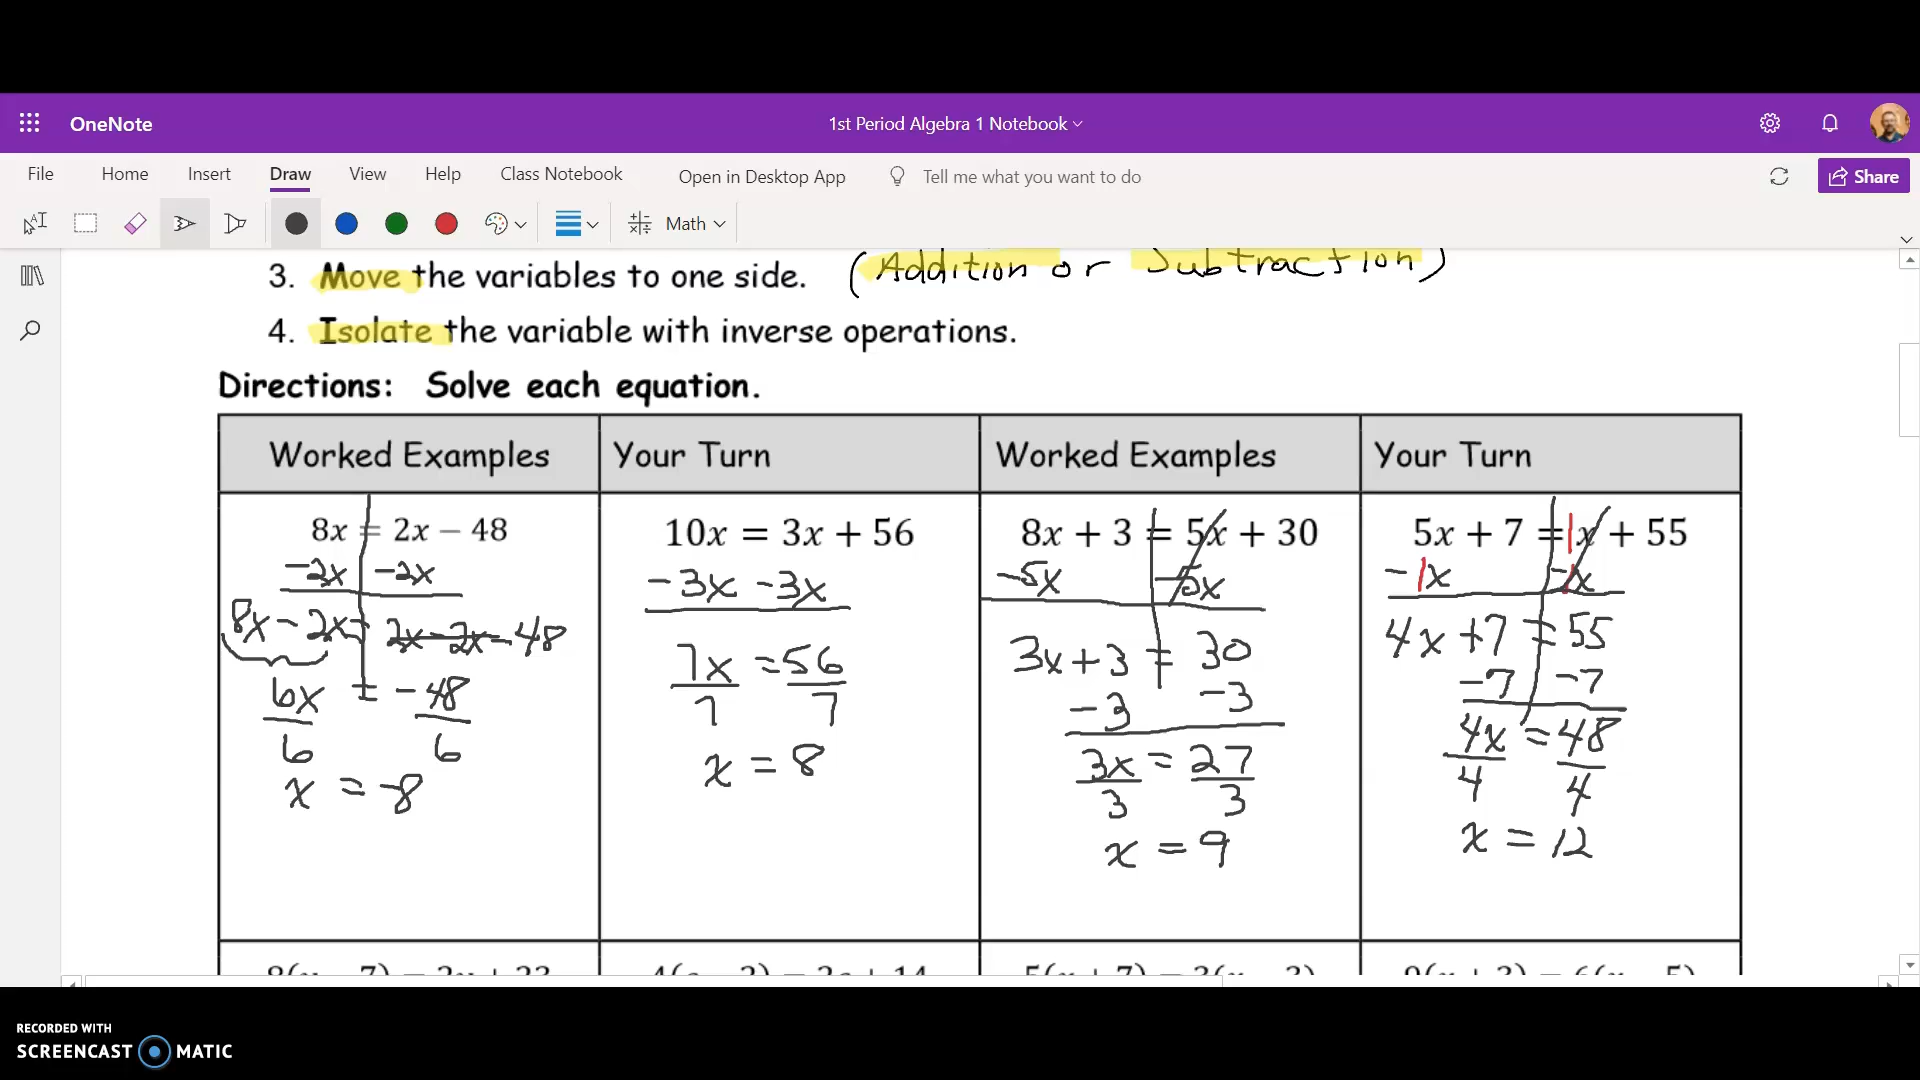 OneNote
1st Period Algebra 1 Notebook
File Home Insert Draw View Help Class Notebook Open in Desktop App Tell me what you want to do Share
Math
3. Move the variables to one side. (Addition or Subtraction)
4. Isolate the variable with inverse operations.
Directions: Solve each equation.
Worked Examples
8x = 2x − 48
-2x -2x
8x - 2x = 2x - 2x - 48
6x = -48
6 6
x = -8
Your Turn
10x = 3x + 56
-3x -3x
7x = 56
7 7
x = 8
Worked Examples
8x + 3 = 5x + 30
-5x -5x
3x + 3 = 30
-3 -3
3x = 27
3 3
x = 9
Your Turn
5x + 7 = 1x + 55
-1x -x
4x + 7 = 55
-7 -7
4x = 48
4 4
x = 12
RECORDED WITH
SCREENCAST MATIC